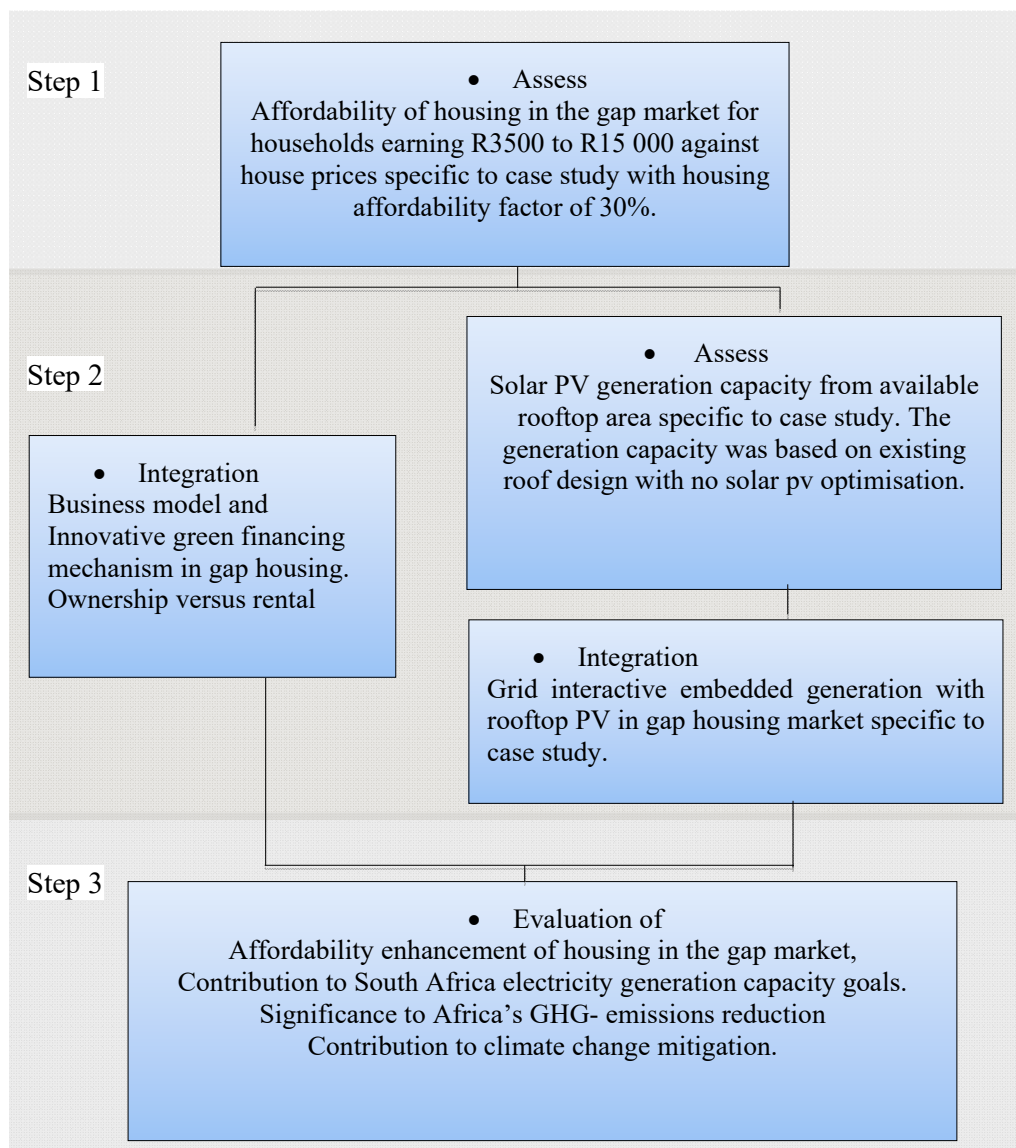 Step 1
• Assess
Affordability of housing in the gap market for
households earning R3500 to R15 000 against
house prices specific to case study with housing
affordability factor of 30%.
Step 2
• Assess
Solar PV generation capacity from available
rooftop area specific to case study. The
generation capacity was based on existing
roof design with no solar pv optimisation.
• Integration
Business model and
Innovative green financing
mechanism in gap housing.
Ownership versus rental
• Integration
Grid interactive embedded generation with
rooftop PV in gap housing market specific to
case study.
Step 3
• Evaluation of
Affordability enhancement of housing in the gap market,
Contribution to South Africa electricity generation capacity goals.
Significance to Africa’s GHG- emissions reduction
Contribution to climate change mitigation.